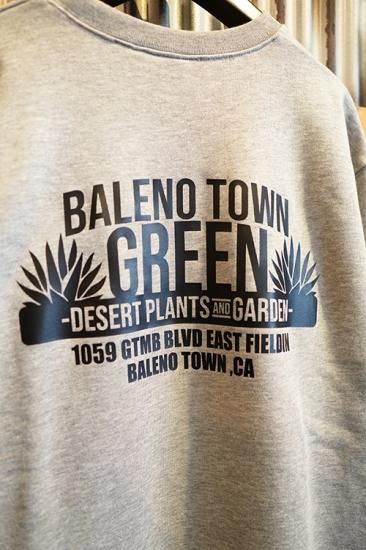 BALENO TOWN
GREEN
-DESERT PLANTS AND GARDEN-
1059 GTMB BLVD EAST FIELDIN
BALENO TOWN ,CA